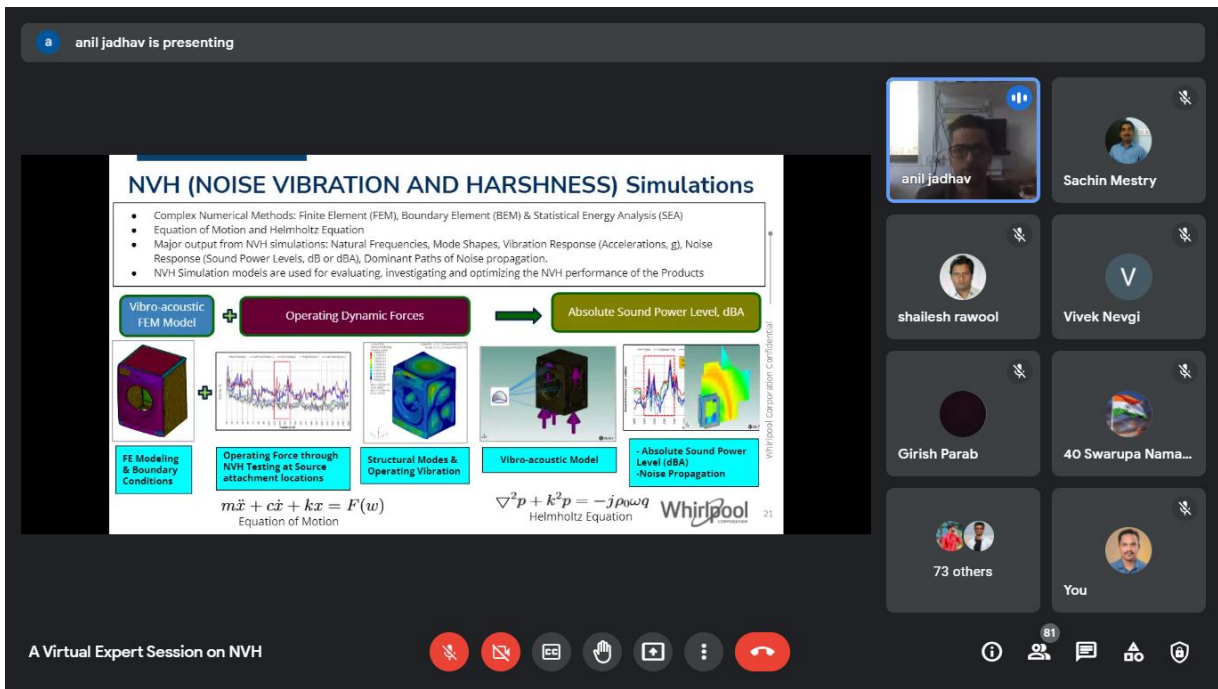 a anil jadhav is presenting
NVH (NOISE VIBRATION AND HARSHNESS) Simulations
• Complex Numerical Methods: Finite Element (FEM), Boundary Element (BEM) & Statistical Energy Analysis (SEA)
• Equation of Motion and Helmholtz Equation
• Major output from NVH simulations: Natural Frequencies, Mode Shapes, Vibration Response (Accelerations, g), Noise
Response (Sound Power Levels, dB or dBA), Dominant Paths of Noise propagation.
• NVH Simulation models are used for evaluating, investigating and optimizing the NVH performance of the Products
Vibro-acoustic
FEM Model
Operating Dynamic Forces
Absolute Sound Power Level, dBA
FE Modeling
& Boundary
Conditions
Operating Force through
NVH Testing at Source
attachment locations
Structural Modes &
Operating Vibration
Vibro-acoustic Model
- Absolute Sound Power
Level (dBA)
-Noise Propagation
mẍ + cẋ + kx = F(w)
Equation of Motion
▽²p + k²p = −jρ₀ωq
Helmholtz Equation
Whirlpool
CORPORATION
21
Whirlpool Corporation Confidential
anil jadhav
Sachin Mestry
shailesh rawool
V
Vivek Nevgi
Girish Parab
40 Swarupa Nama...
73 others
You
A Virtual Expert Session on NVH
CC
81